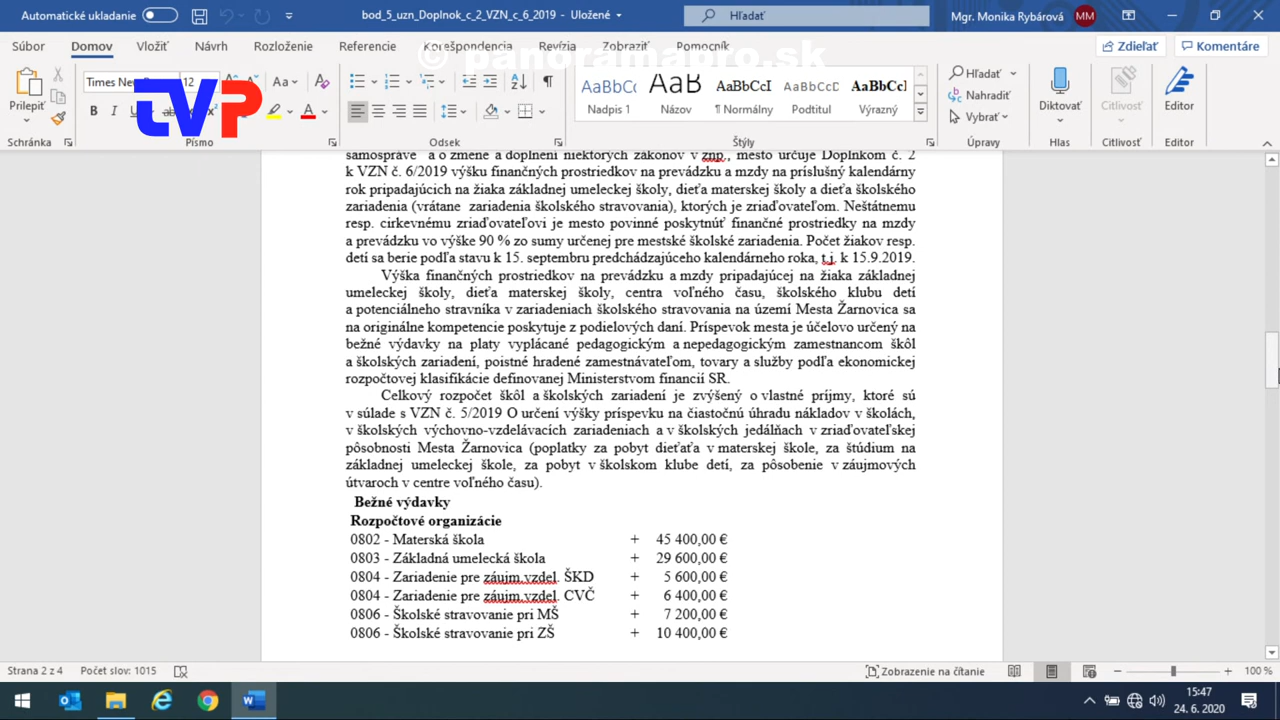 Automatické ukladanie
bod_5_uzn_Doplnok_c_2_VZN_c_6_2019 - Uložené
Hľadať
Mgr. Monika Rybárová
MM
Súbor Domov Vložiť Návrh Rozloženie Referencie Korešpondencia Revízia Zobraziť Pomocník
Zdieľať Komentáre
© panoramapro.sk
tvP
Times Ne
12
Aa
Prilepiť
Schránka
B I U ab
Písmo
Odsek
AaBbCc AaB AaBbCcI AaBbCcD AaBbCcI
Nadpis 1 Názov ¶ Normálny Podtitul Výrazný
Štýly
Hľadať
Nahradiť
Vybrať
Úpravy
Diktovať
Hlas
Citlivosť
Citlivosť
Editor
Editor
samospráve a o zmene a doplnení niektorých zákonov v znp., mesto určuje Doplnkom č. 2
k VZN č. 6/2019 výšku finančných prostriedkov na prevádzku a mzdy na príslušný kalendárny
rok pripadajúcich na žiaka základnej umeleckej školy, dieťa materskej školy a dieťa školského
zariadenia (vrátane zariadenia školského stravovania), ktorých je zriaďovateľom. Neštátnemu
resp. cirkevnému zriaďovateľovi je mesto povinné poskytnúť finančné prostriedky na mzdy
a prevádzku vo výške 90 % zo sumy určenej pre mestské školské zariadenia. Počet žiakov resp.
detí sa berie podľa stavu k 15. septembru predchádzajúceho kalendárneho roka, t.j. k 15.9.2019.
Výška finančných prostriedkov na prevádzku a mzdy pripadajúcej na žiaka základnej
umeleckej školy, dieťa materskej školy, centra voľného času, školského klubu detí
a potenciálneho stravníka v zariadeniach školského stravovania na území Mesta Žarnovica sa
na originálne kompetencie poskytuje z podielových daní. Príspevok mesta je účelovo určený na
bežné výdavky na platy vyplácané pedagogickým a nepedagogickým zamestnancom škôl
a školských zariadení, poistné hradené zamestnávateľom, tovary a služby podľa ekonomickej
rozpočtovej klasifikácie definovanej Ministerstvom financií SR.
Celkový rozpočet škôl a školských zariadení je zvýšený o vlastné príjmy, ktoré sú
v súlade s VZN č. 5/2019 O určení výšky príspevku na čiastočnú úhradu nákladov v školách,
v školských výchovno-vzdelávacích zariadeniach a v školských jedálňach v zriaďovateľskej
pôsobnosti Mesta Žarnovica (poplatky za pobyt dieťaťa v materskej škole, za štúdium na
základnej umeleckej škole, za pobyt v školskom klube detí, za pôsobenie v záujmových
útvaroch v centre voľného času).
Bežné výdavky
Rozpočtové organizácie
0802 - Materská škola + 45 400,00 €
0803 - Základná umelecká škola + 29 600,00 €
0804 - Zariadenie pre záujm.vzdel. ŠKD + 5 600,00 €
0804 - Zariadenie pre záujm.vzdel. CVČ + 6 400,00 €
0806 - Školské stravovanie pri MŠ + 7 200,00 €
0806 - Školské stravovanie pri ZŠ + 10 400,00 €
Strana 2 z 4 Počet slov: 1015
Zobrazenie na čítanie
100 %
15:47
24. 6. 2020